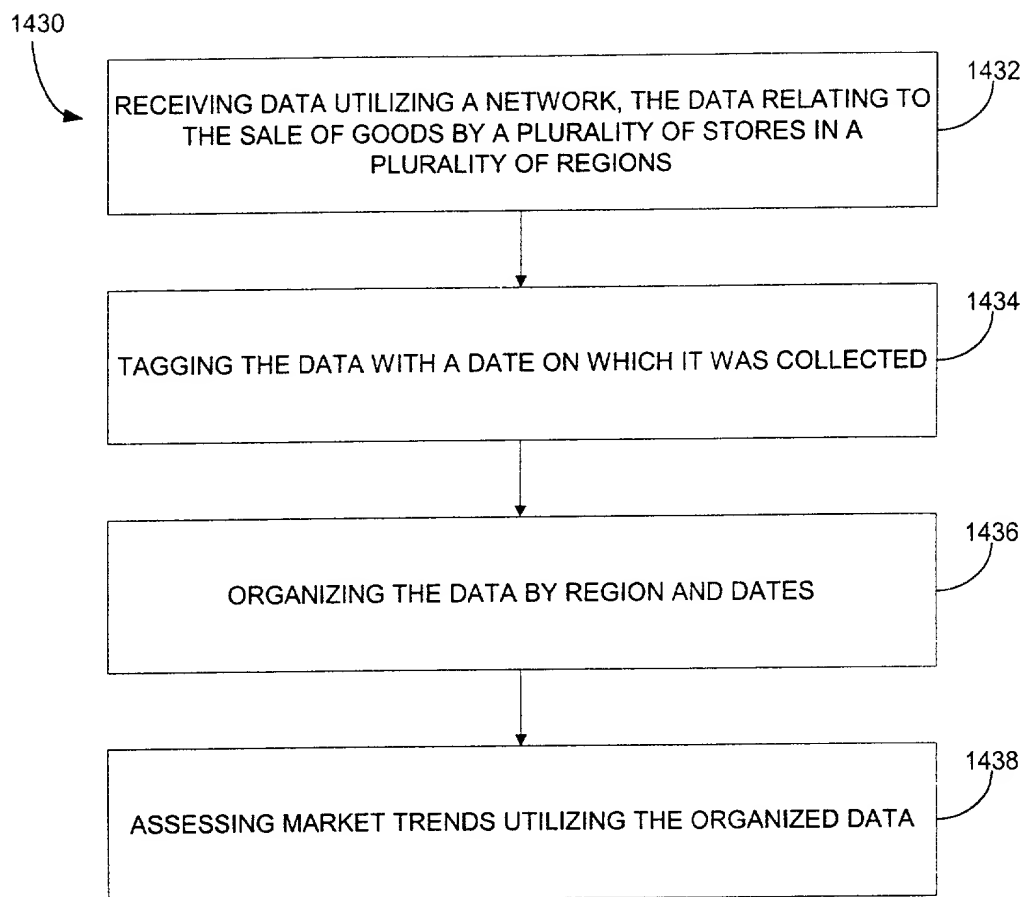 1430
1432
RECEIVING DATA UTILIZING A NETWORK, THE DATA RELATING TO
THE SALE OF GOODS BY A PLURALITY OF STORES IN A
PLURALITY OF REGIONS
1434
TAGGING THE DATA WITH A DATE ON WHICH IT WAS COLLECTED
1436
ORGANIZING THE DATA BY REGION AND DATES
1438
ASSESSING MARKET TRENDS UTILIZING THE ORGANIZED DATA